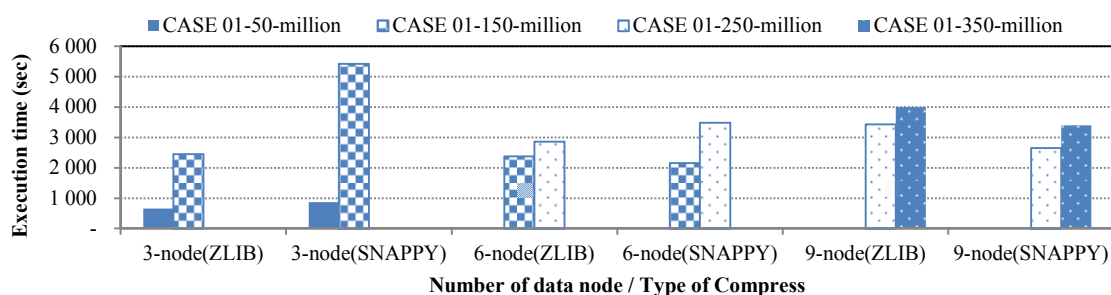 CASE 01-50-million CASE 01-150-million CASE 01-250-million CASE 01-350-million
Execution time (sec)
6 000
5 000
4 000
3 000
2 000
1 000
-
3-node(ZLIB) 3-node(SNAPPY) 6-node(ZLIB) 6-node(SNAPPY) 9-node(ZLIB) 9-node(SNAPPY)
Number of data node / Type of Compress